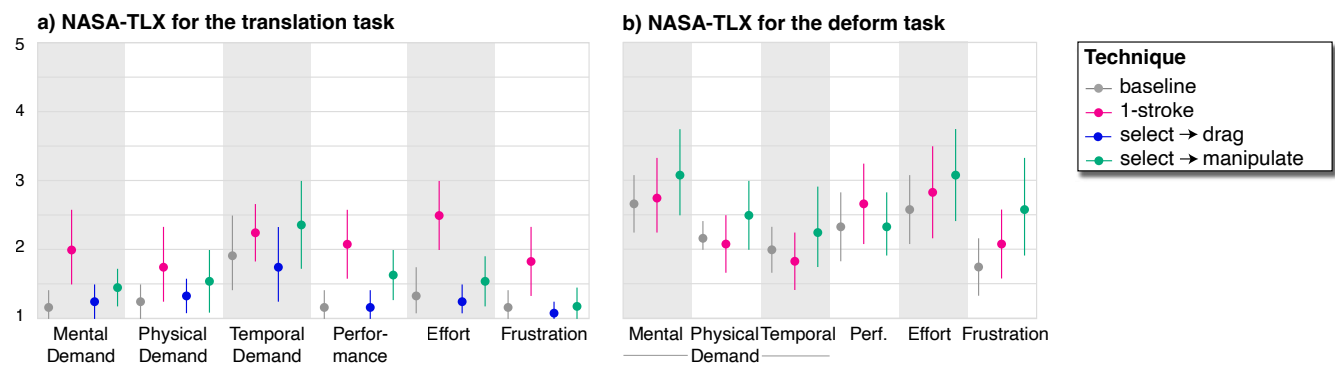 a) NASA-TLX for the translation task
5
4
3
2
1
Mental
Demand
Physical
Demand
Temporal
Demand
Perfor-
mance
Effort
Frustration
b) NASA-TLX for the deform task
Mental
Physical
Temporal
Demand
Perf.
Effort
Frustration
Technique
baseline
1-stroke
select → drag
select → manipulate